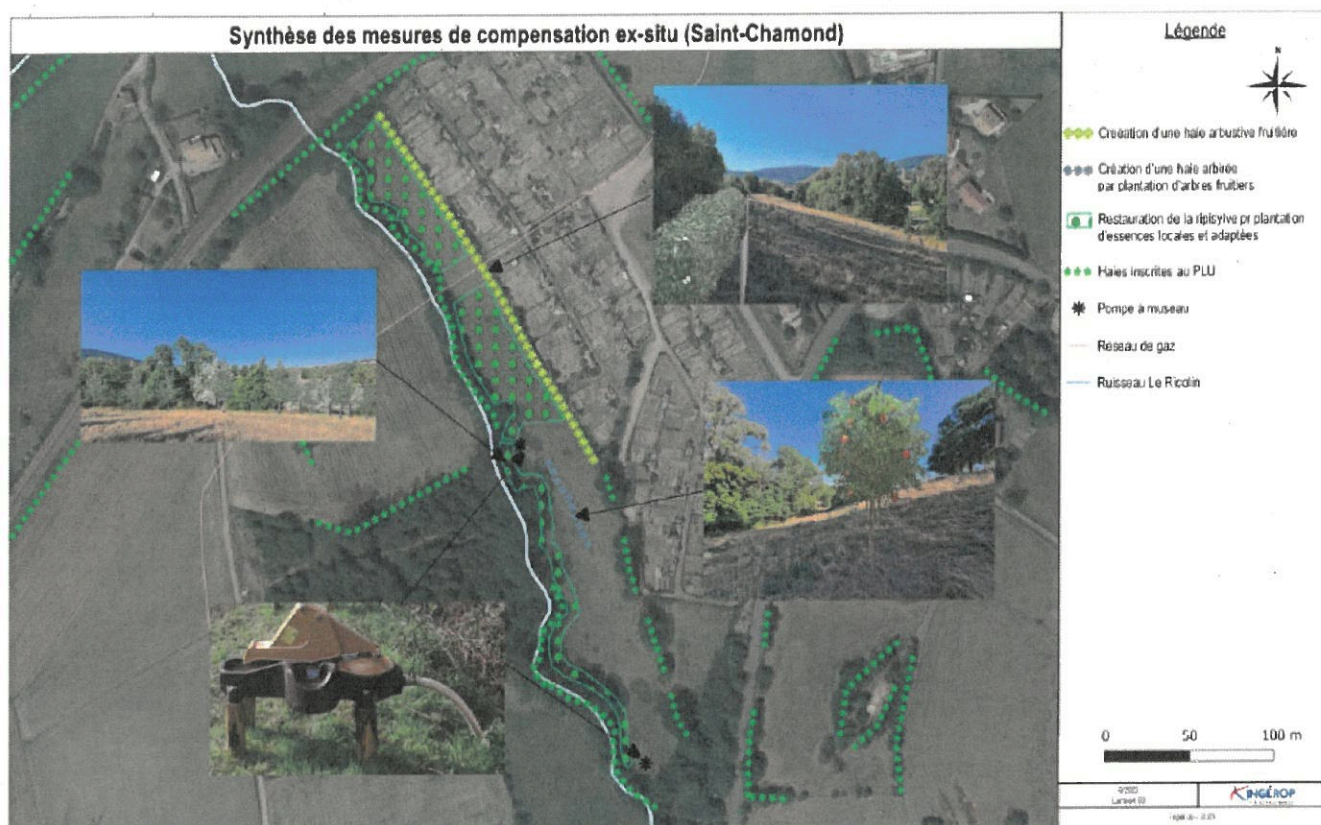 Synthèse des mesures de compensation ex-situ (Saint-Chamond)
Légende
N
Creéation d'une haie arbustive fruitière
Création d'une haie arbirée
par plantation d'arbres fruitiers
Restauration de la ripisylve pr plantation
d'essences locales et adaptées
Haies inscrites au PLU
Pompe à museau
Réseau de gaz
Ruisseau Le Ricolin
0 50 100 m
INGÉROP